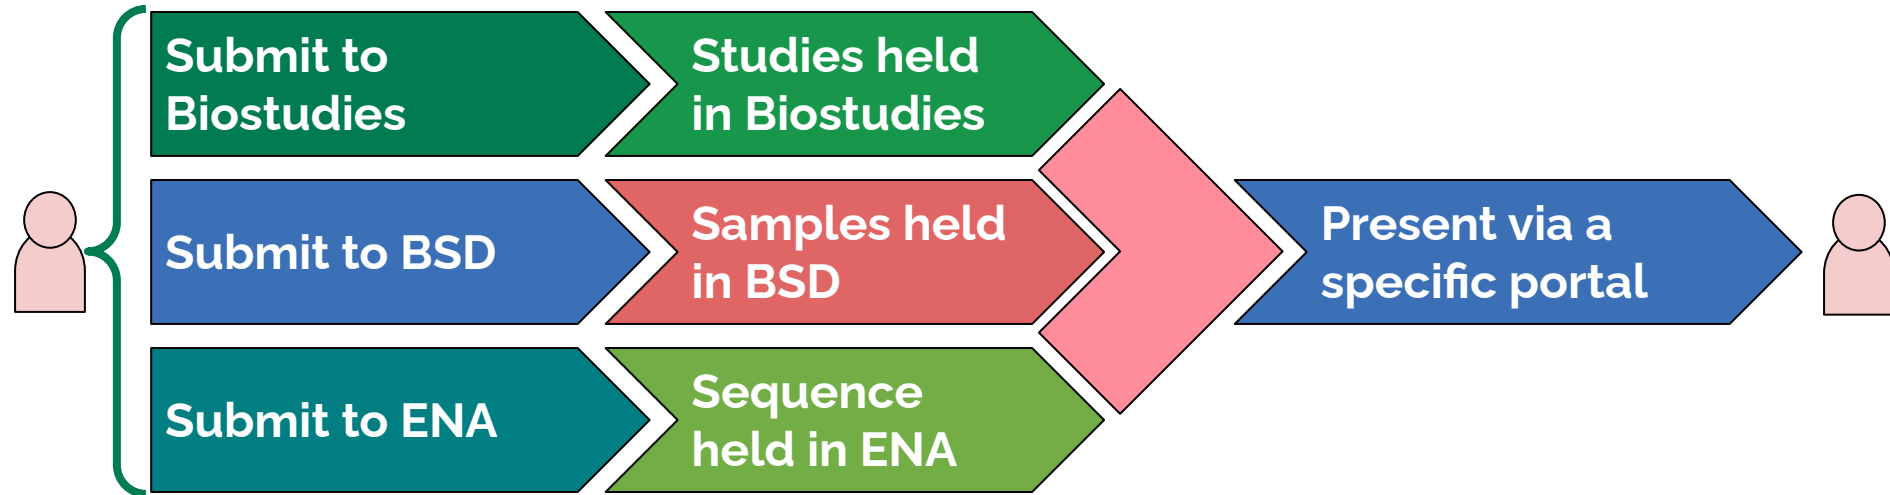 Submit to
Biostudies
Studies held
in Biostudies
Submit to BSD
Samples held
in BSD
Present via a
specific portal
Submit to ENA
Sequence
held in ENA